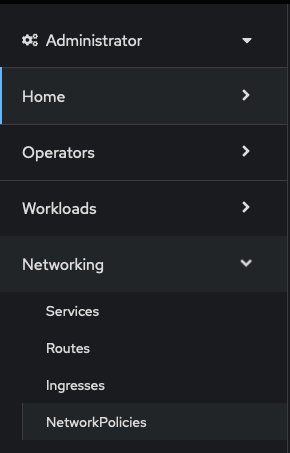 Administrator
Home
Operators
Workloads
Networking
Services
Routes
Ingresses
NetworkPolicies